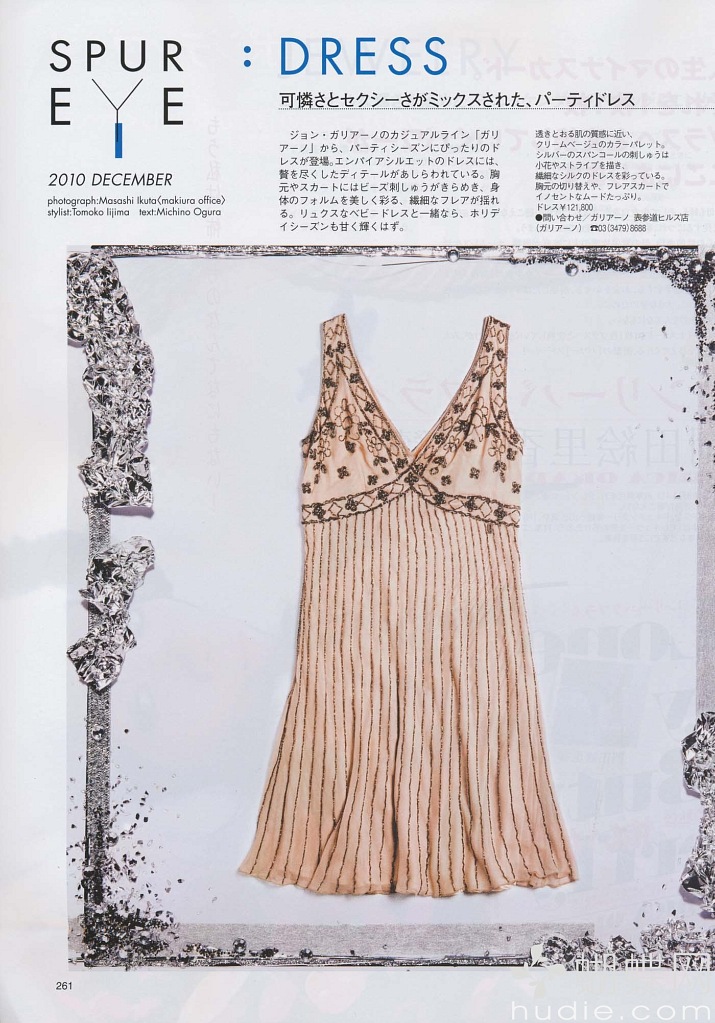 SPUR
EYE
: DRESS
可憐さとセクシーさがミックスされた、パーティドレス
2010 DECEMBER
photograph:Masashi Ikuta〈makiura office〉
stylist:Tomoko Iijima text:Michino Ogura
ジョン・ガリアーノのカジュアルライン「ガリ
アーノ」から、パーティシーズンにぴったりのド
レスが登場。エンパイアシルエットのドレスには、
贅を尽くしたディテールがあしらわれている。胸
元やスカートにはビーズ刺しゅうがきらめき、身
体のフォルムを美しく彩る、繊細なフレアが揺れ
る。リュクスなベビードレスと一緒なら、ホリデ
イシーズンも甘く輝くはず。
透きとおる肌の質感に近い、
クリームベージュのカラーパレット。
シルバーのスパンコールの刺しゅうは
小花やストライプを描き、
繊細なシルクのドレスを彩っている。
胸元の切り替えや、フレアスカートで
イノセントなムードたっぷり。
ドレス¥121,800
●問い合わせ／ガリアーノ 表参道ヒルズ店
(ガリアーノ) ☎03(3479)8688
261
hudie.com